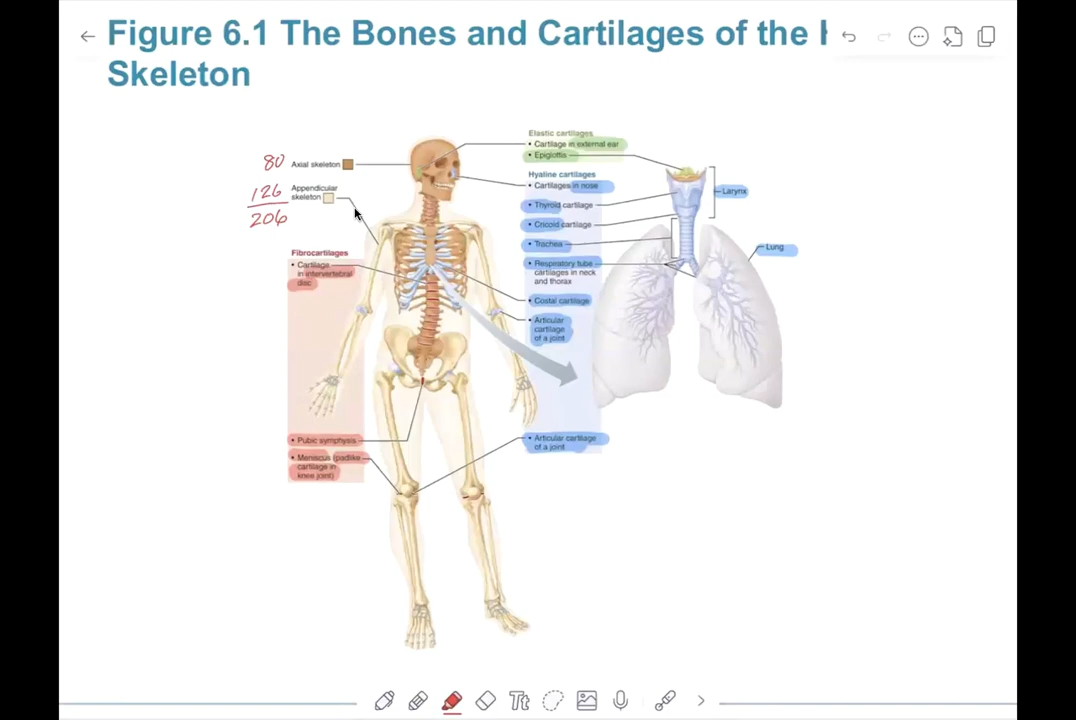 Figure 6.1 The Bones and Cartilages of the
Skeleton
80
Axial skeleton
126
Appendicular
skeleton
206
Fibrocartilages
• Cartilage
in intervertebral
disc
• Pubic symphysis
• Meniscus (padlike
cartilage in
knee joint)
Elastic cartilages
• Cartilage in external ear
• Epiglottis
Hyaline cartilages
• Cartilages in nose
• Thyroid cartilage
• Cricoid cartilage
• Trachea
• Respiratory tube
cartilages in neck
and thorax
• Costal cartilage
• Articular
cartilage
of a joint
• Articular cartilage
of a joint
Larynx
Lung
Tt